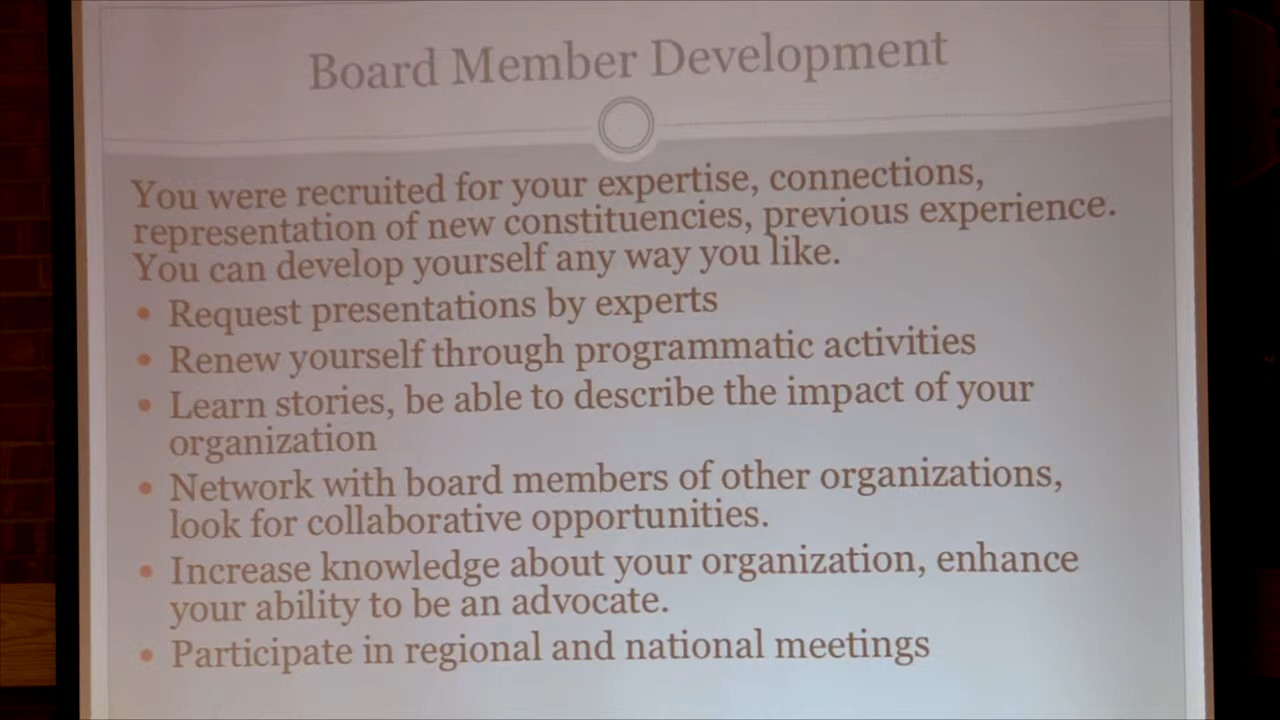 Board Member Development
You were recruited for your expertise, connections,
representation of new constituencies, previous experience.
You can develop yourself any way you like.
• Request presentations by experts
• Renew yourself through programmatic activities
• Learn stories, be able to describe the impact of your
organization
• Network with board members of other organizations,
look for collaborative opportunities.
• Increase knowledge about your organization, enhance
your ability to be an advocate.
• Participate in regional and national meetings